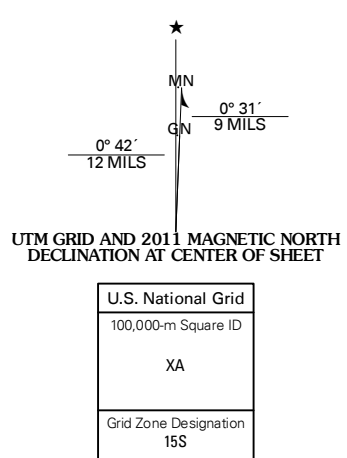 ★
MN
0° 31´
9 MILS
GN
0° 42´
12 MILS
UTM GRID AND 2011 MAGNETIC NORTH
DECLINATION AT CENTER OF SHEET
U.S. National Grid
100,000-m Square ID
XA
Grid Zone Designation
15S